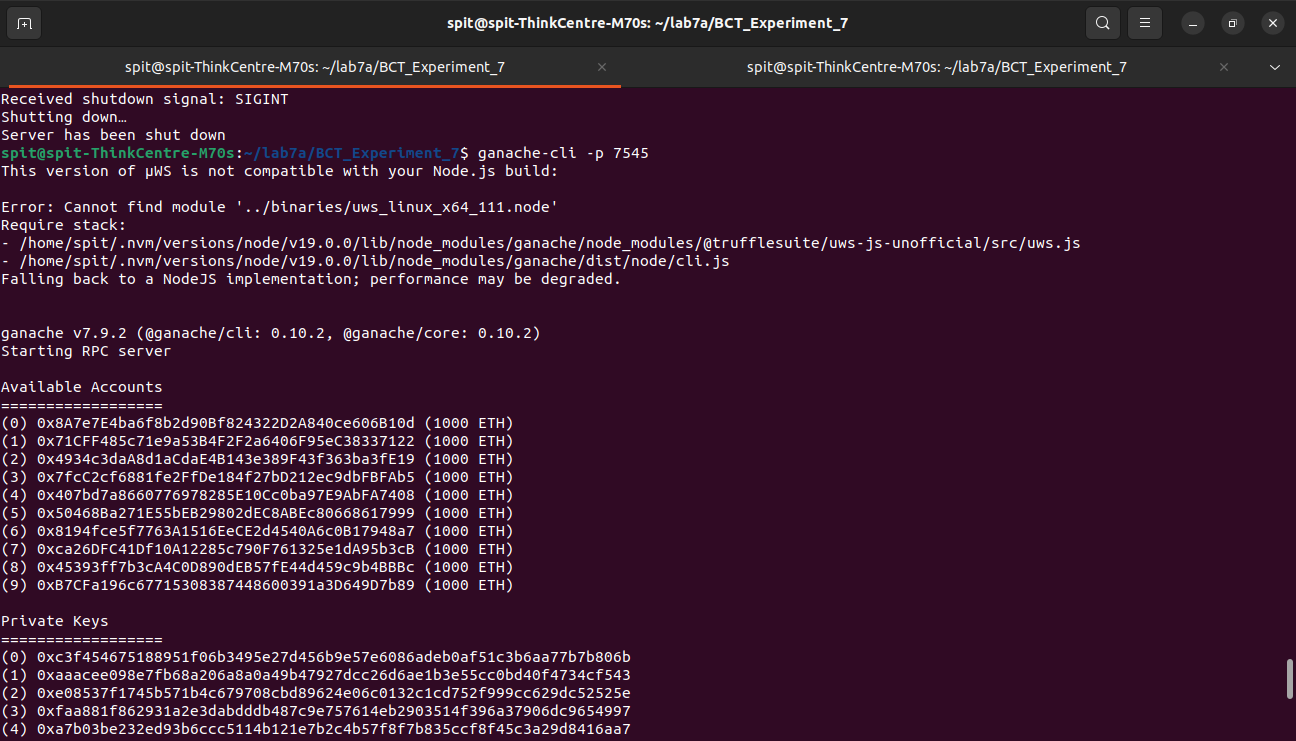 spit@spit-ThinkCentre-M70s: ~/lab7a/BCT_Experiment_7
spit@spit-ThinkCentre-M70s: ~/lab7a/BCT_Experiment_7
spit@spit-ThinkCentre-M70s: ~/lab7a/BCT_Experiment_7
Received shutdown signal: SIGINT
Shutting down…
Server has been shut down
spit@spit-ThinkCentre-M70s:~/lab7a/BCT_Experiment_7$ ganache-cli -p 7545
This version of µWS is not compatible with your Node.js build:
Error: Cannot find module '../binaries/uws_linux_x64_111.node'
Require stack:
- /home/spit/.nvm/versions/node/v19.0.0/lib/node_modules/ganache/node_modules/@trufflesuite/uws-js-unofficial/src/uws.js
- /home/spit/.nvm/versions/node/v19.0.0/lib/node_modules/ganache/dist/node/cli.js
Falling back to a NodeJS implementation; performance may be degraded.
ganache v7.9.2 (@ganache/cli: 0.10.2, @ganache/core: 0.10.2)
Starting RPC server
Available Accounts
==================
(0) 0x8A7e7E4ba6f8b2d90Bf824322D2A840ce606B10d (1000 ETH)
(1) 0x71CFF485c71e9a53B4F2F2a6406F95eC38337122 (1000 ETH)
(2) 0x4934c3daA8d1aCdaE4B143e389F43f363ba3fE19 (1000 ETH)
(3) 0x7fcC2cf6881fe2FfDe184f27bD212ec9dbFBFAb5 (1000 ETH)
(4) 0x407bd7a8660776978285E10Cc0ba97E9AbFA7408 (1000 ETH)
(5) 0x50468Ba271E55bEB29802dEC8ABEc80668617999 (1000 ETH)
(6) 0x8194fce5f7763A1516EeCE2d4540A6c0B17948a7 (1000 ETH)
(7) 0xca26DFC41Df10A12285c790F761325e1dA95b3cB (1000 ETH)
(8) 0x45393ff7b3cA4C0D890dEB57fE44d459c9b4BBBc (1000 ETH)
(9) 0xB7CFa196c67715308387448600391a3D649D7b89 (1000 ETH)
Private Keys
==================
(0) 0xc3f454675188951f06b3495e27d456b9e57e6086adeb0af51c3b6aa77b7b806b
(1) 0xaaacee098e7fb68a206a8a0a49b47927dcc26d6ae1b3e55cc0bd40f4734cf543
(2) 0xe08537f1745b571b4c679708cbd89624e06c0132c1cd752f999cc629dc52525e
(3) 0xfaa881f862931a2e3dabdddb487c9e757614eb2903514f396a37906dc9654997
(4) 0xa7b03be232ed93b6ccc5114b121e7b2c4b57f8f7b835ccf8f45c3a29d8416aa7